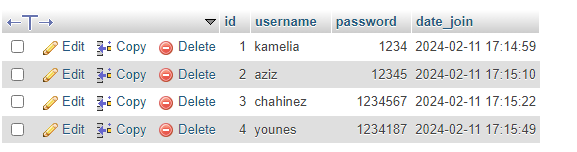 id username password date_join
Edit Copy Delete 1 kamelia 1234 2024-02-11 17:14:59
Edit Copy Delete 2 aziz 12345 2024-02-11 17:15:10
Edit Copy Delete 3 chahinez 1234567 2024-02-11 17:15:22
Edit Copy Delete 4 younes 1234187 2024-02-11 17:15:49